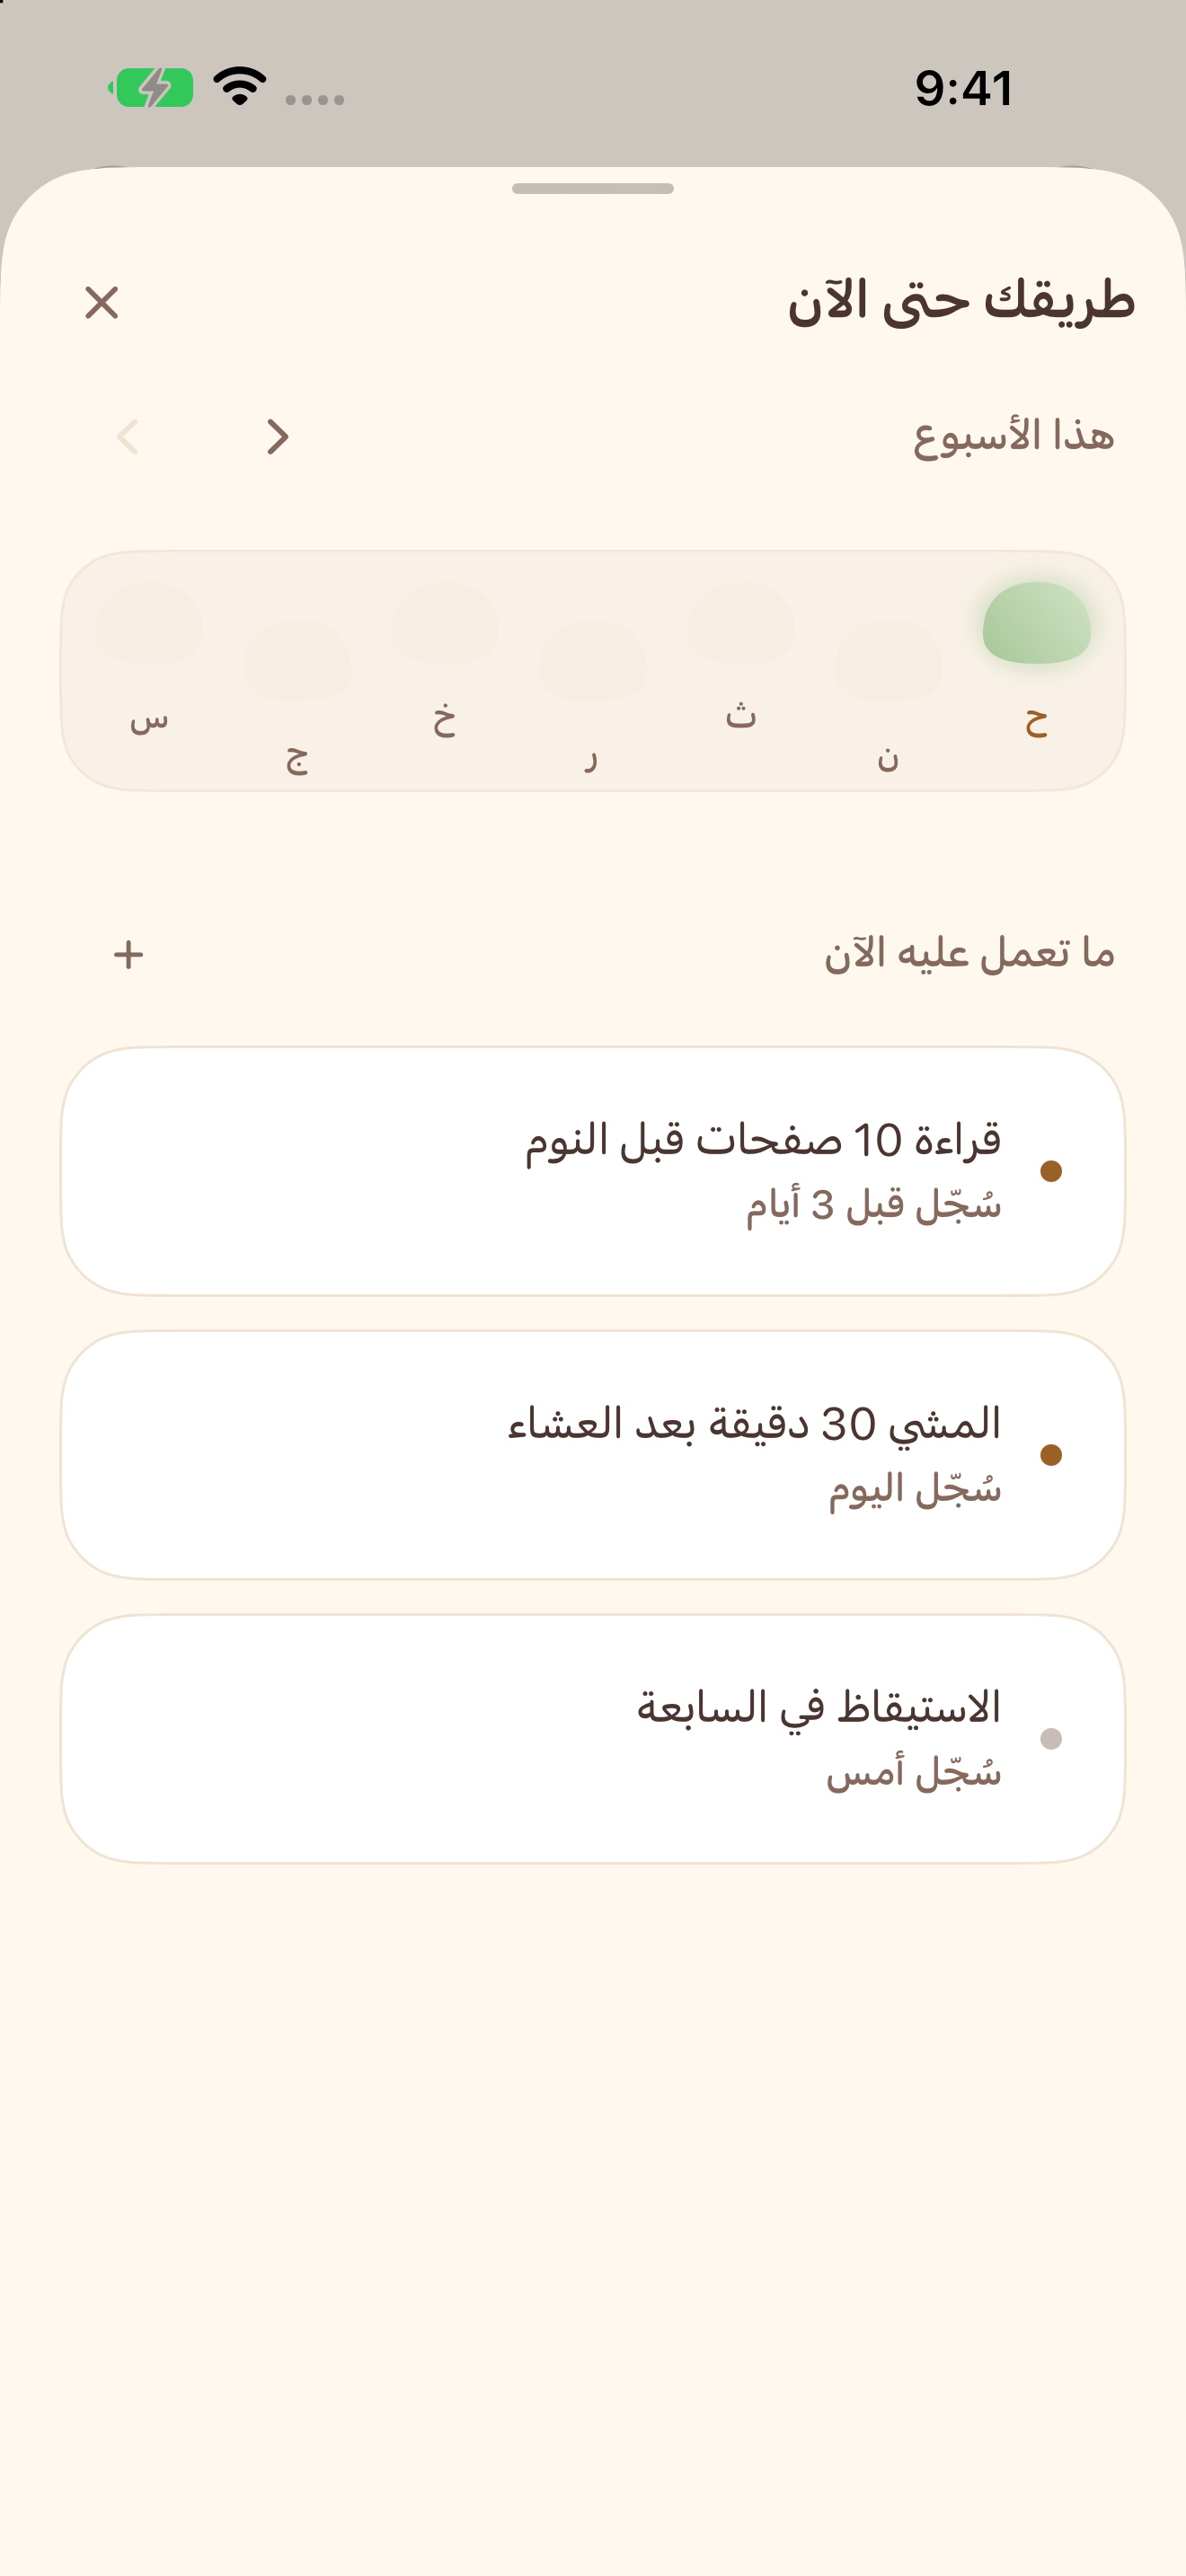 9:41
طريقك حتى الآن
هذا الأسبوع
ح ن ث ر خ ج س
ما تعمل عليه الآن
قراءة 10 صفحات قبل النوم
سُجّل قبل 3 أيام
المشي 30 دقيقة بعد العشاء
سُجّل اليوم
الاستيقاظ في السابعة
سُجّل أمس